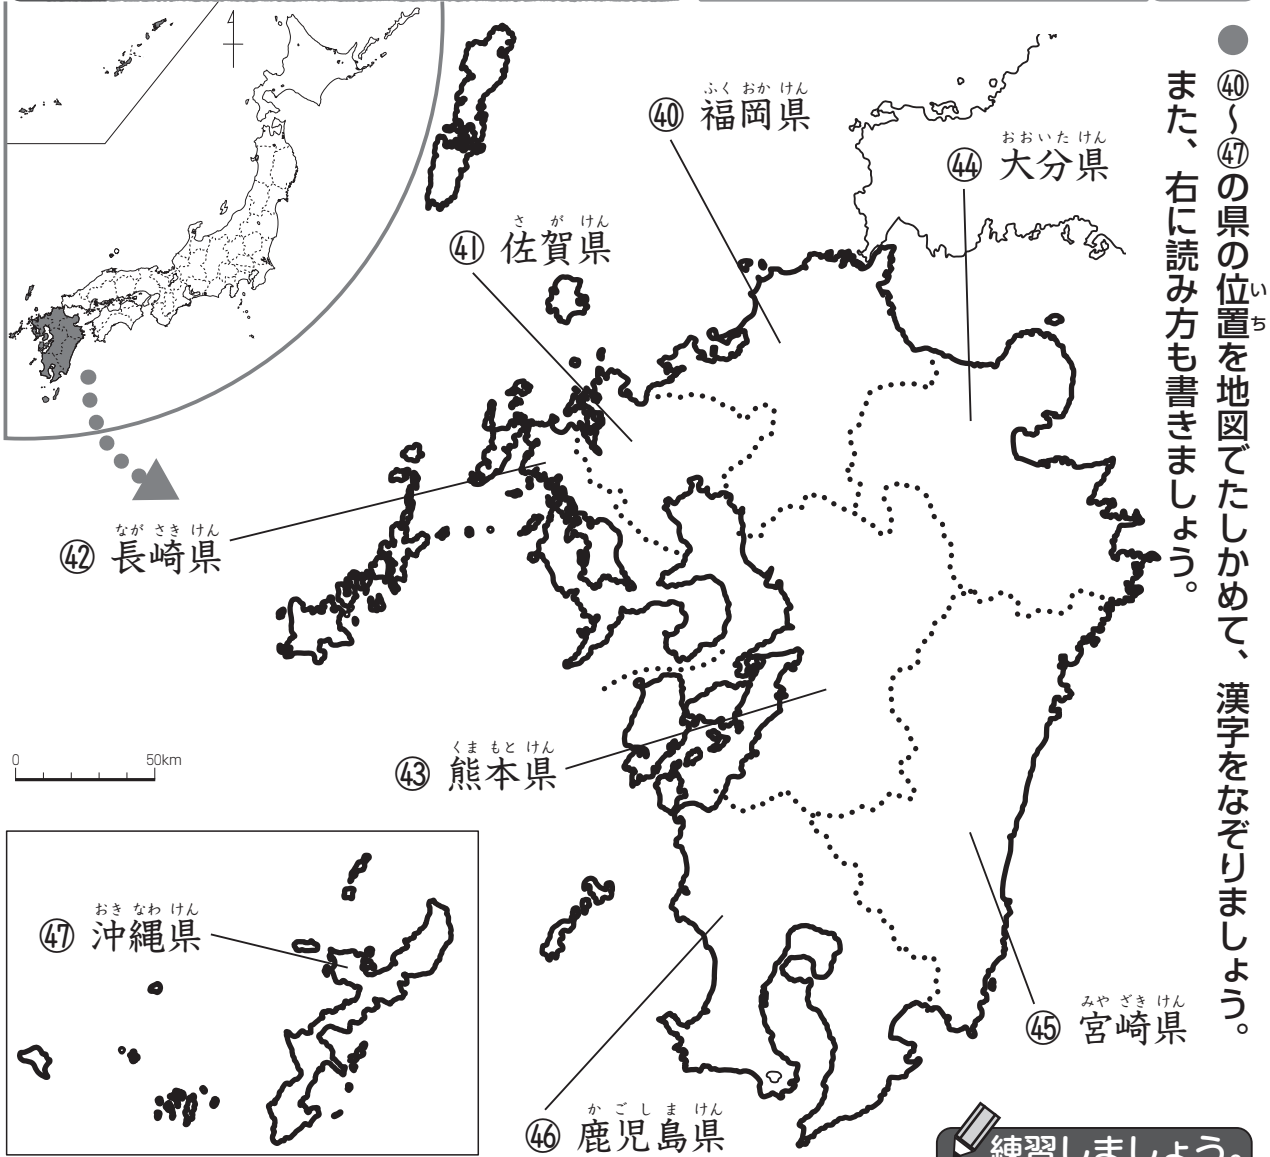 ● ㊵～㊼の県の位置を地図でたしかめて、漢字をなぞりましょう。
いち
また、右に読み方も書きましょう。
ふく おか けん
㊵ 福岡県
おおいた けん
㊹ 大分県
さ が けん
㊶ 佐賀県
なが さき けん
㊷ 長崎県
くま もと けん
㊸ 熊本県
0 50km
おき なわ けん
㊼ 沖縄県
みや ざき けん
㊺ 宮崎県
か ご し ま けん
㊻ 鹿児島県
練習しましょう。